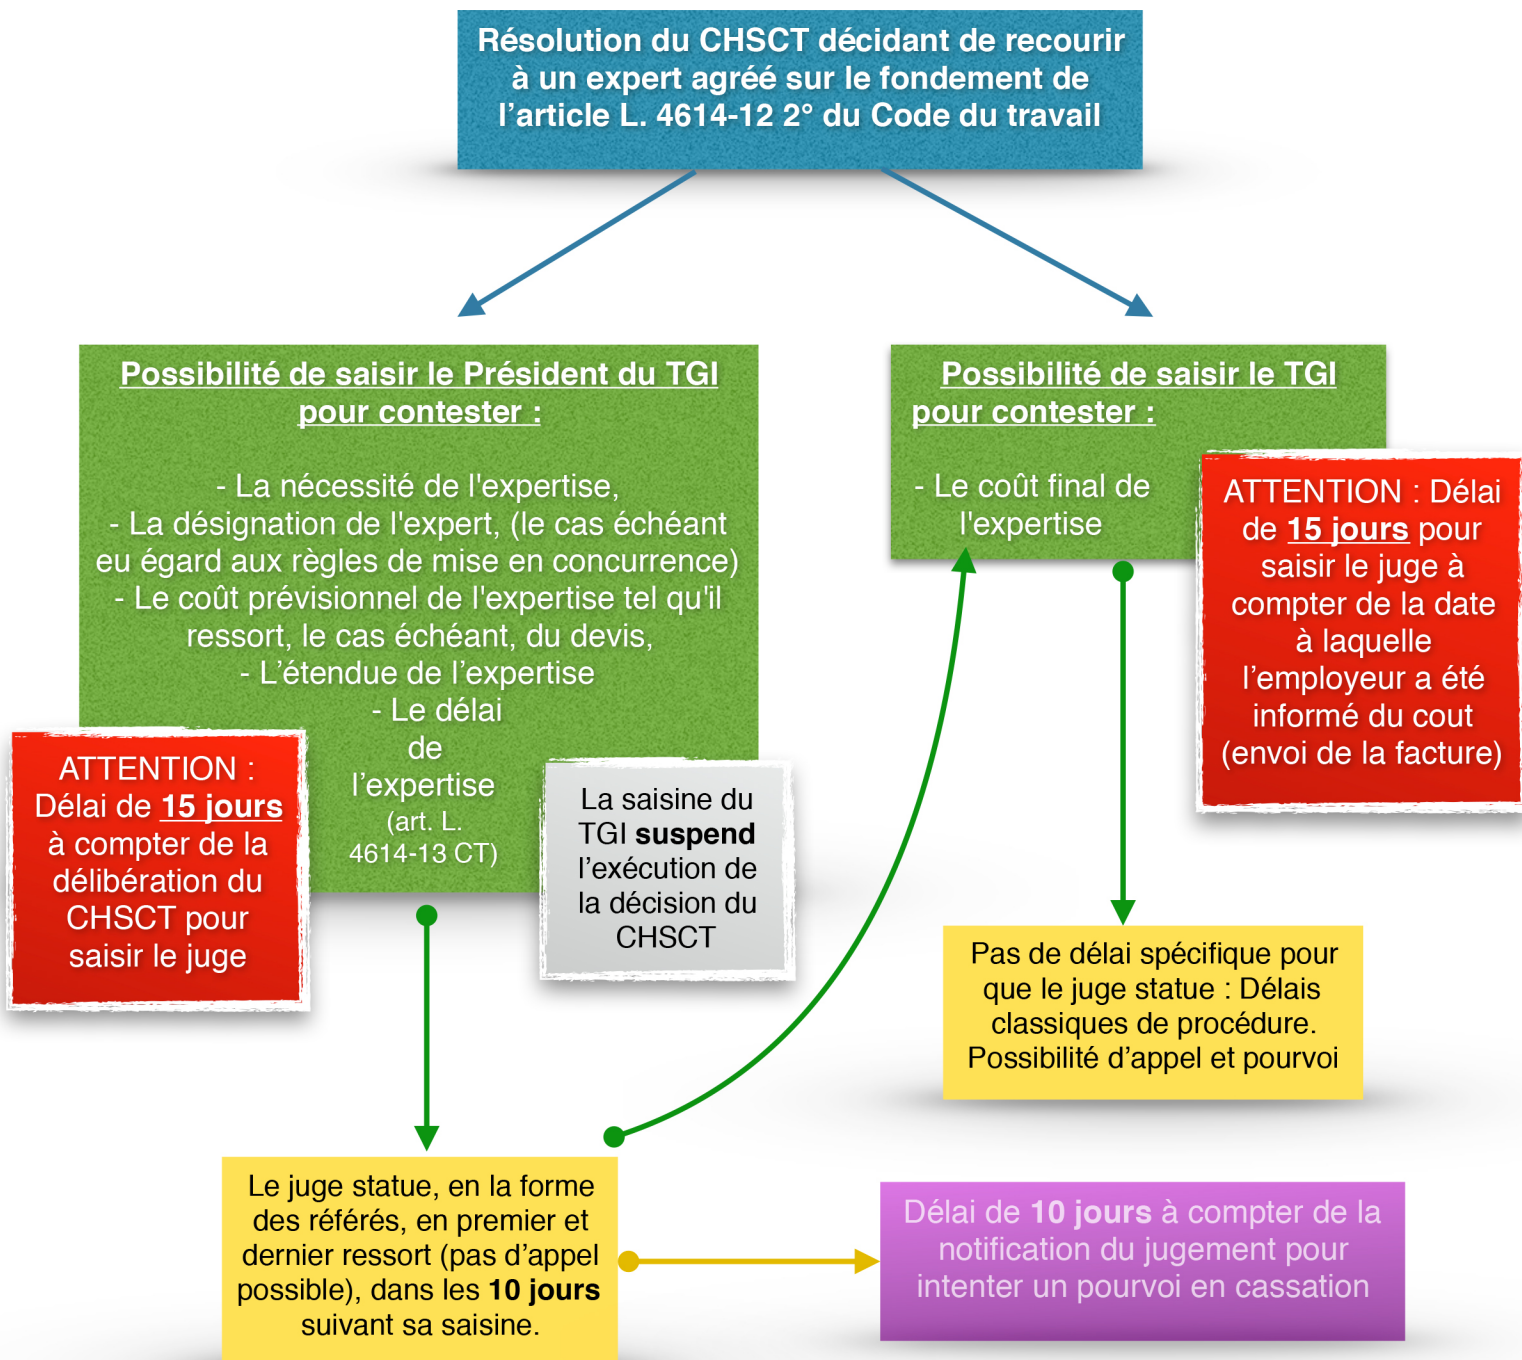 Résolution du CHSCT décidant de recourir
à un expert agréé sur le fondement de
l’article L. 4614-12 2° du Code du travail
Possibilité de saisir le Président du TGI
pour contester :
- La nécessité de l'expertise,
- La désignation de l'expert, (le cas échéant
eu égard aux règles de mise en concurrence)
- Le coût prévisionnel de l'expertise tel qu'il
ressort, le cas échéant, du devis,
- L’étendue de l’expertise
- Le délai
de
l’expertise
(art. L.
4614-13 CT)
ATTENTION :
Délai de 15 jours
à compter de la
délibération du
CHSCT pour
saisir le juge
La saisine du
TGI suspend
l’exécution de
la décision du
CHSCT
Possibilité de saisir le TGI
pour contester :
- Le coût final de
l'expertise
ATTENTION : Délai
de 15 jours pour
saisir le juge à
compter de la date
à laquelle
l’employeur a été
informé du cout
(envoi de la facture)
Pas de délai spécifique pour
que le juge statue : Délais
classiques de procédure.
Possibilité d’appel et pourvoi
Le juge statue, en la forme
des référés, en premier et
dernier ressort (pas d’appel
possible), dans les 10 jours
suivant sa saisine.
Délai de 10 jours à compter de la
notification du jugement pour
intenter un pourvoi en cassation